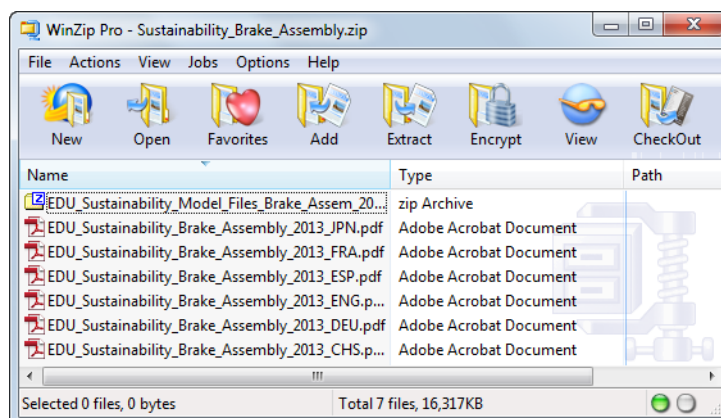 WinZip Pro - Sustainability_Brake_Assembly.zip
File Actions View Jobs Options Help
New Open Favorites Add Extract Encrypt View CheckOut
Name Type Path
EDU_Sustainability_Model_Files_Brake_Assem_20... zip Archive
EDU_Sustainability_Brake_Assembly_2013_JPN.pdf Adobe Acrobat Document
EDU_Sustainability_Brake_Assembly_2013_FRA.pdf Adobe Acrobat Document
EDU_Sustainability_Brake_Assembly_2013_ESP.pdf Adobe Acrobat Document
EDU_Sustainability_Brake_Assembly_2013_ENG.p... Adobe Acrobat Document
EDU_Sustainability_Brake_Assembly_2013_DEU.pdf Adobe Acrobat Document
EDU_Sustainability_Brake_Assembly_2013_CHS.p... Adobe Acrobat Document
Selected 0 files, 0 bytes Total 7 files, 16,317KB